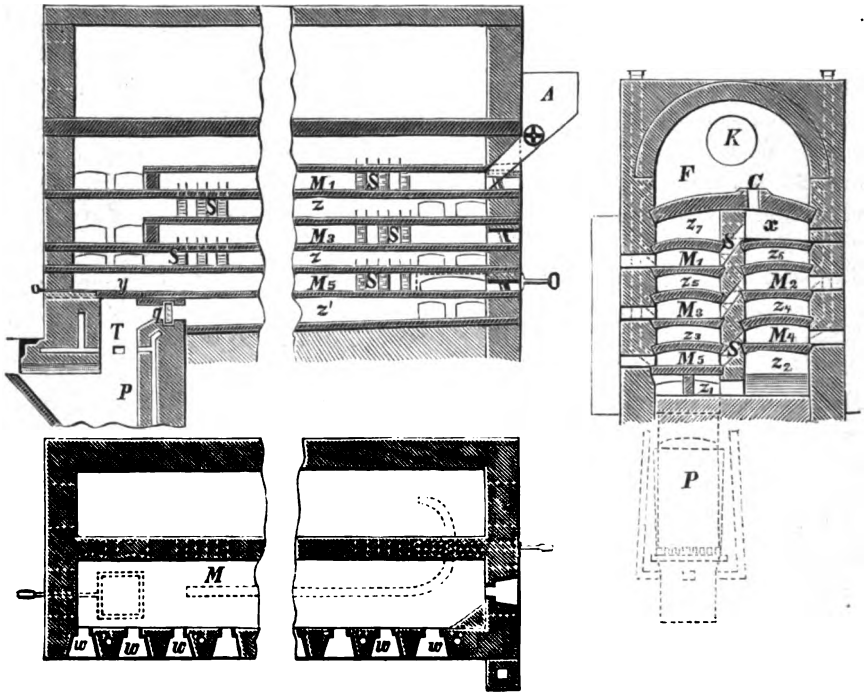 A
M1 S
S z
M3 S
S z
M5 S
y
q z'
T
P
K
F
C
z7 S x
M1 z6
z5 M2
M3 z4
z3 M4
M5 S
z1 z2
P
M
w w w w w